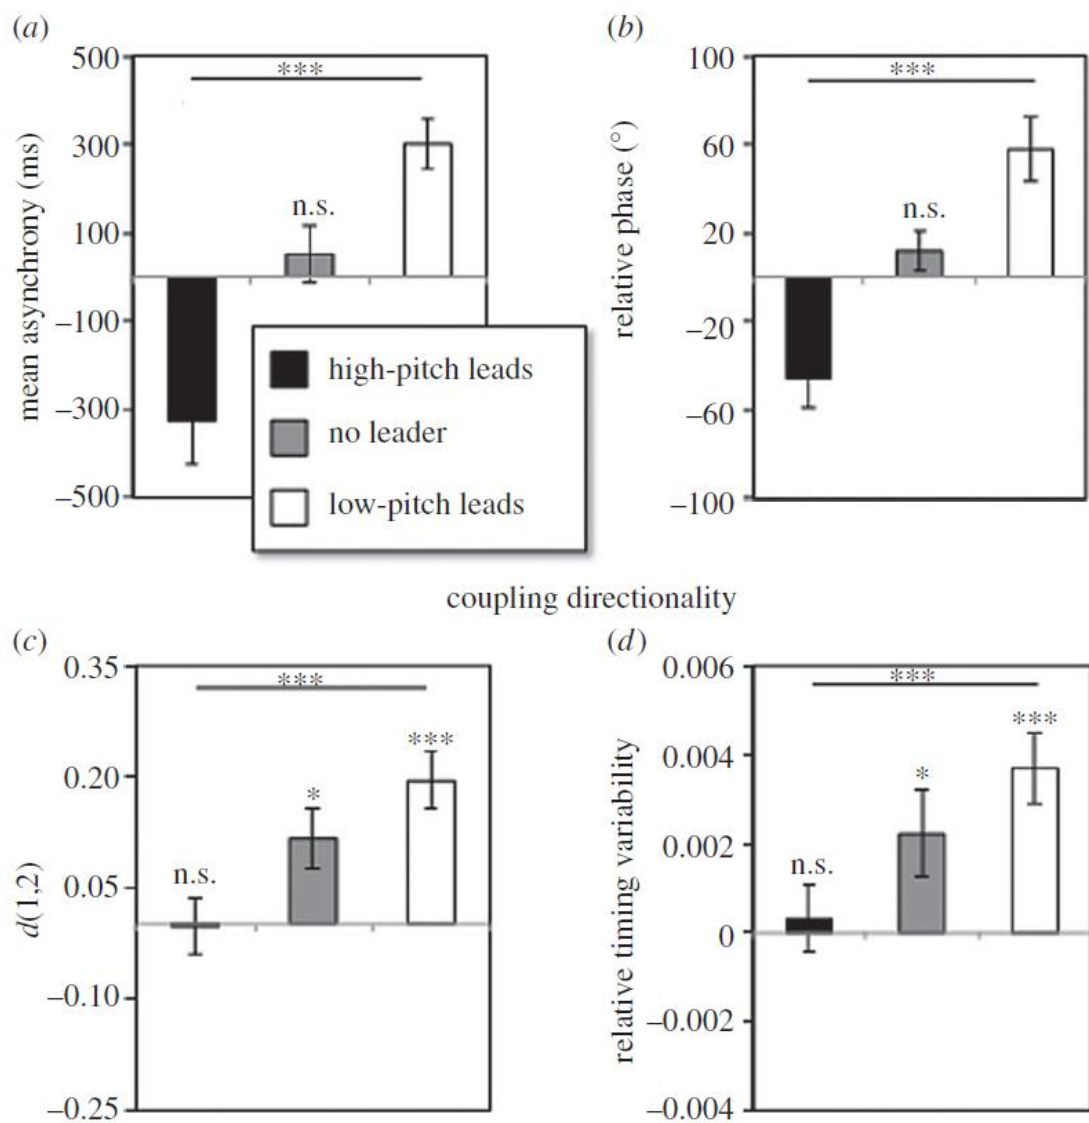 (a)
500
300
100
–100
–300
–500
mean asynchrony (ms)
***
n.s.
(b)
100
60
20
–20
–60
–100
relative phase (°)
***
n.s.
high-pitch leads
no leader
low-pitch leads
coupling directionality
(c)
0.35
0.20
0.05
–0.10
–0.25
d(1,2)
***
n.s.
*
***
(d)
0.006
0.004
0.002
0
–0.002
–0.004
relative timing variability
***
n.s.
*
***